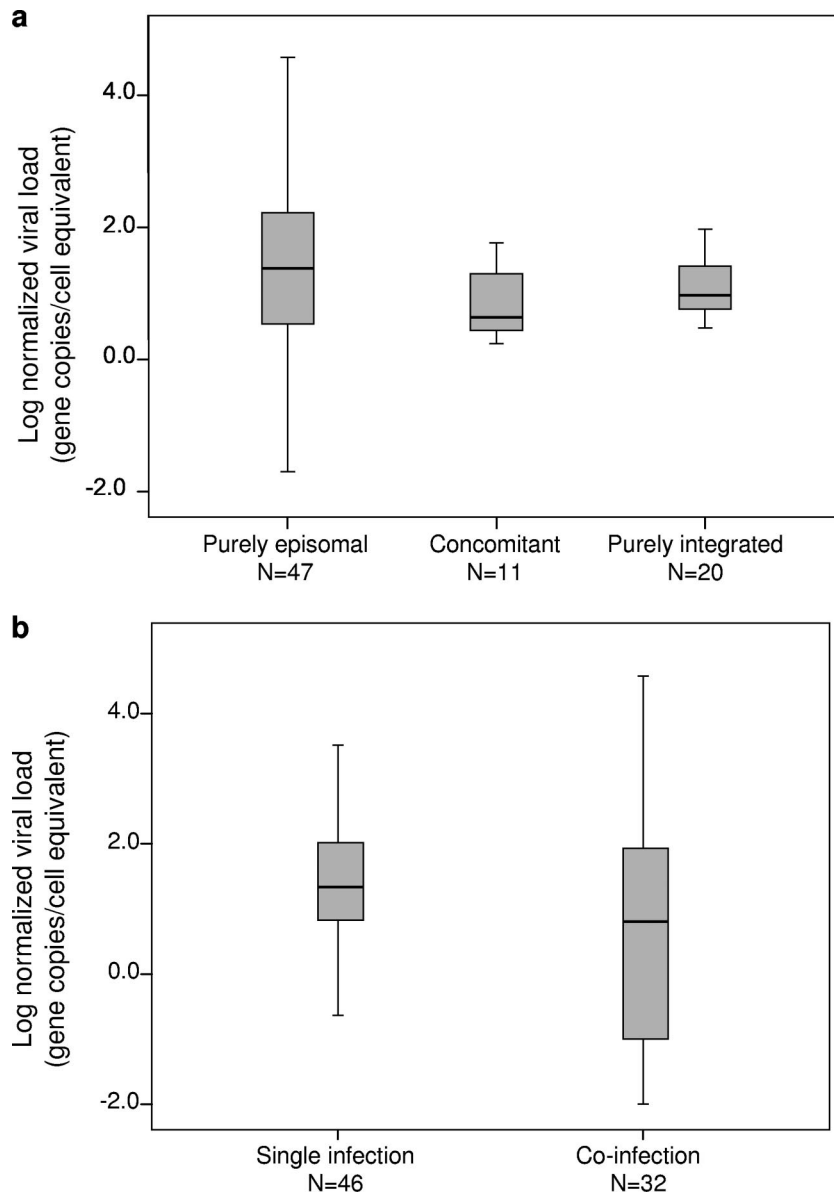 a
Log normalized viral load
(gene copies/cell equivalent)
4.0
2.0
0.0
-2.0
Purely episomal
N=47
Concomitant
N=11
Purely integrated
N=20
b
Log normalized viral load
(gene copies/cell equivalent)
4.0
2.0
0.0
-2.0
Single infection
N=46
Co-infection
N=32